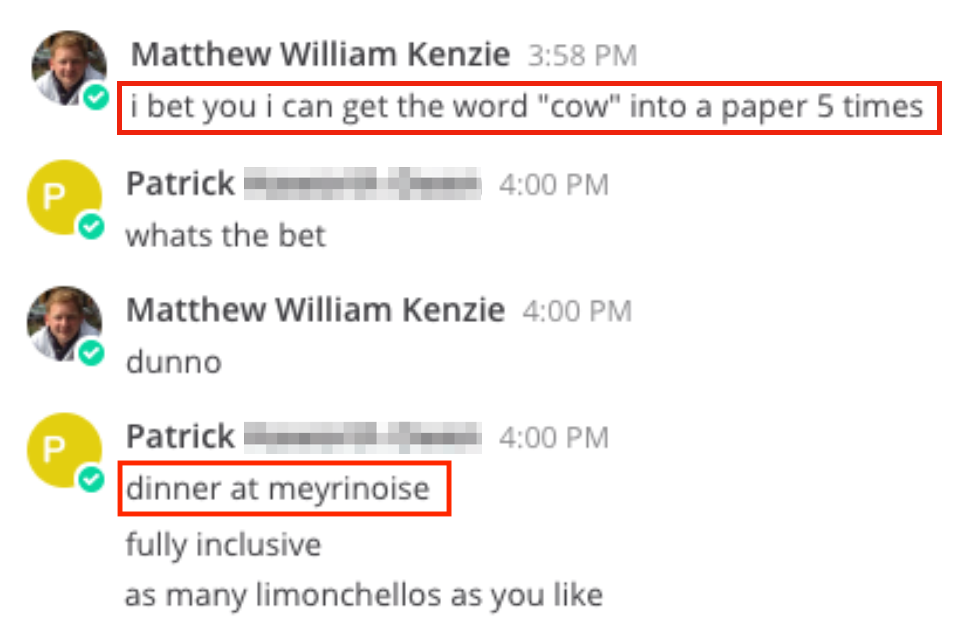 Matthew William Kenzie 3:58 PM
i bet you i can get the word "cow" into a paper 5 times
P
Patrick 4:00 PM
whats the bet
Matthew William Kenzie 4:00 PM
dunno
P
Patrick 4:00 PM
dinner at meyrinoise
fully inclusive
as many limonchellos as you like